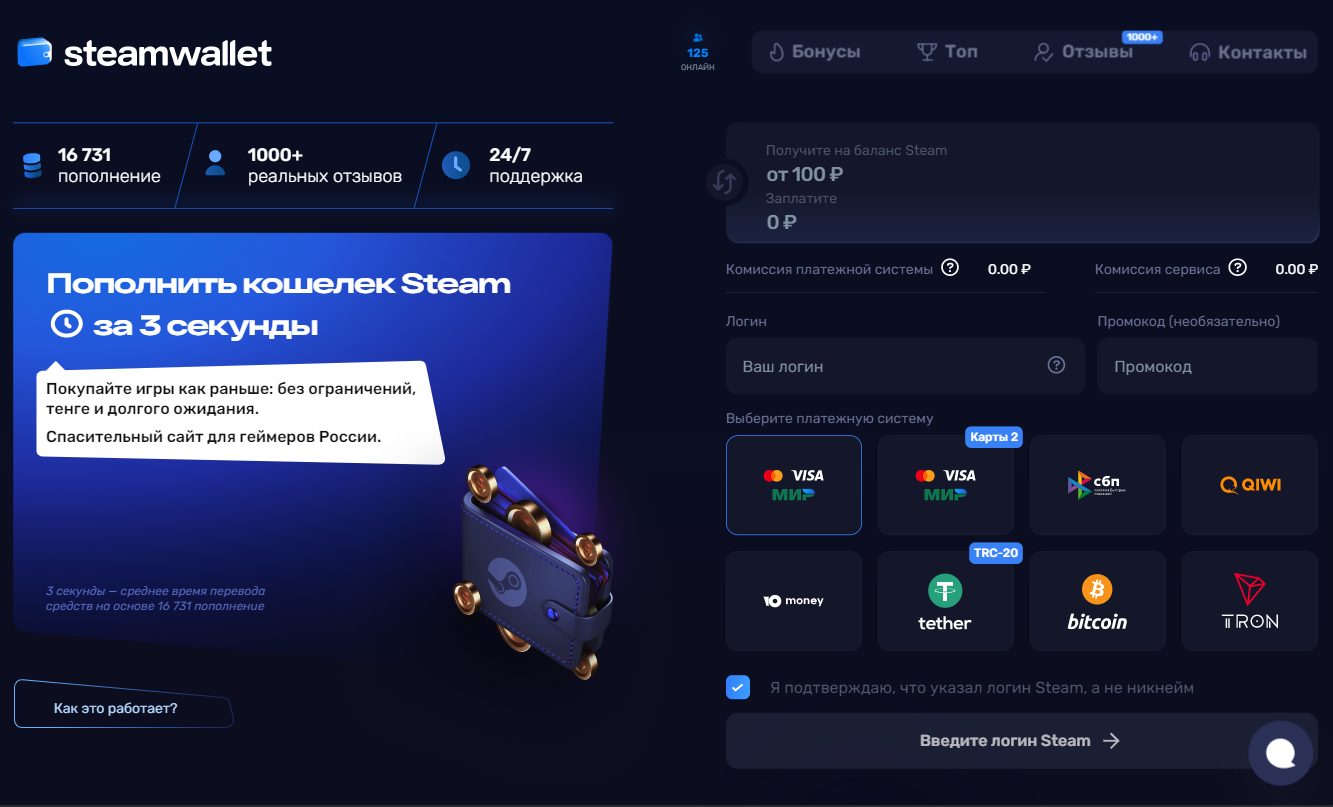 steamwallet
125
ОНЛАЙН
Бонусы
Топ
Отзывы
1000+
Контакты
16 731
пополнение
1000+
реальных отзывов
24/7
поддержка
Пополнить кошелек Steam
за 3 секунды
Покупайте игры как раньше: без ограничений,
тенге и долгого ожидания.
Спасительный сайт для геймеров России.
3 секунды — среднее время перевода
средств на основе 16 731 пополнение
Как это работает?
Получите на баланс Steam
от 100 ₽
Заплатите
0 ₽
Комиссия платежной системы ? 0.00 ₽
Комиссия сервиса ? 0.00 ₽
Логин
Ваш логин ?
Промокод (необязательно)
Промокод
Выберите платежную систему
VISA
МИР
Карты 2
VISA
МИР
сбп
QIWI
Ю money
TRC-20
tether
bitcoin
TRON
Я подтверждаю, что указал логин Steam, а не никнейм
Введите логин Steam →